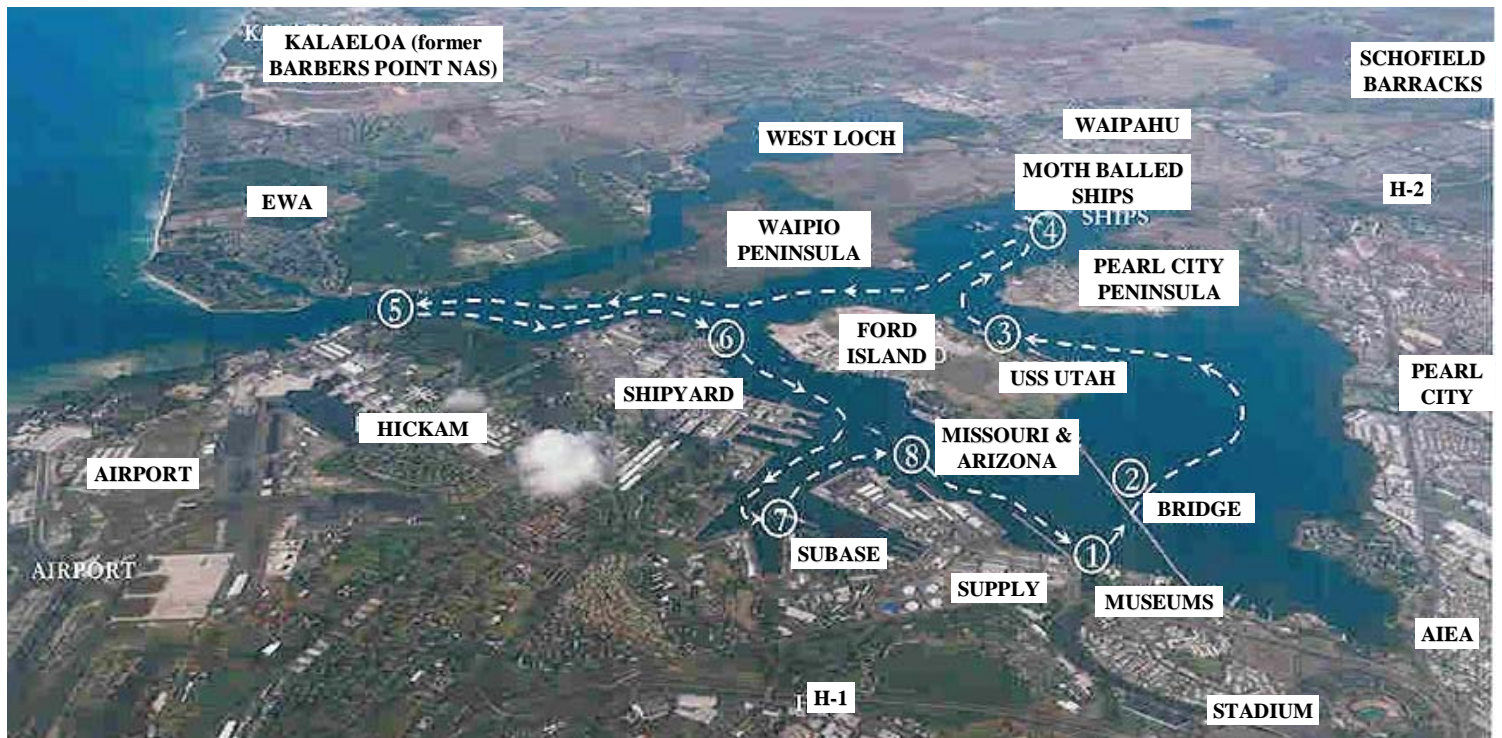 KALAELOA (former
BARBERS POINT NAS)
SCHOFIELD
BARRACKS
WEST LOCH
WAIPAHU
MOTH BALLED
SHIPS
SHIPS
H-2
EWA
WAIPIO
PENINSULA
4
PEARL CITY
PENINSULA
5
6
FORD
ISLAND
3
USS UTAH
PEARL
CITY
SHIPYARD
HICKAM
MISSOURI &
ARIZONA
8
AIRPORT
2
BRIDGE
7
SUBASE
1
AIRPORT
SUPPLY
MUSEUMS
AIEA
H-1
STADIUM